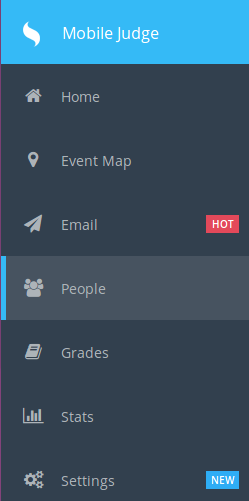 Mobile Judge
Home
Event Map
Email HOT
People
Grades
Stats
Settings NEW